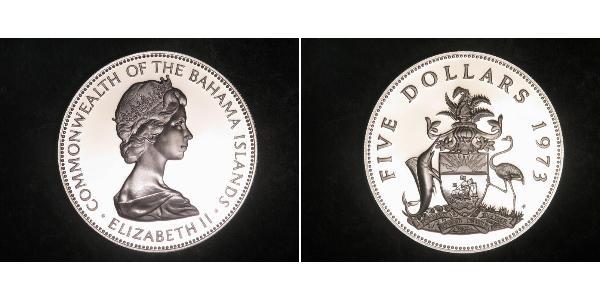 COMMONWEALTH OF THE BAHAMA ISLANDS
· ELIZABETH II ·
FIVE DOLLARS 1973